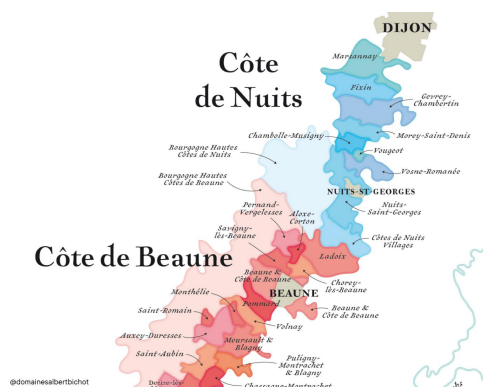 DIJON
Marsannay
Côte
de Nuits
Fixin
Gevrey-
Chambertin
Chambolle-Musigny
Morey-Saint-Denis
Vougeot
Bourgogne Hautes
Côtes de Nuits
Vosne-Romanée
Bourgogne Hautes
Côtes de Beaune
NUITS-ST-GEORGES
Pernand-
Vergelesses
Aloxe-
Corton
Nuits-
Saint-Georges
Savigny-
lès-Beaune
Côtes de Nuits
Villages
Côte de Beaune
Ladoix
Beaune &
Côte de Beaune
Chorey-
lès-Beaune
Monthélie
BEAUNE
Pommard
Saint-Romain
Beaune &
Côte de Beaune
Volnay
Auxey-Duresses
Meursault &
Blagny
Saint-Aubin
Puligny-
Montrachet
& Blagny
@domainesalbertbichot
Chassagne-Montrachet